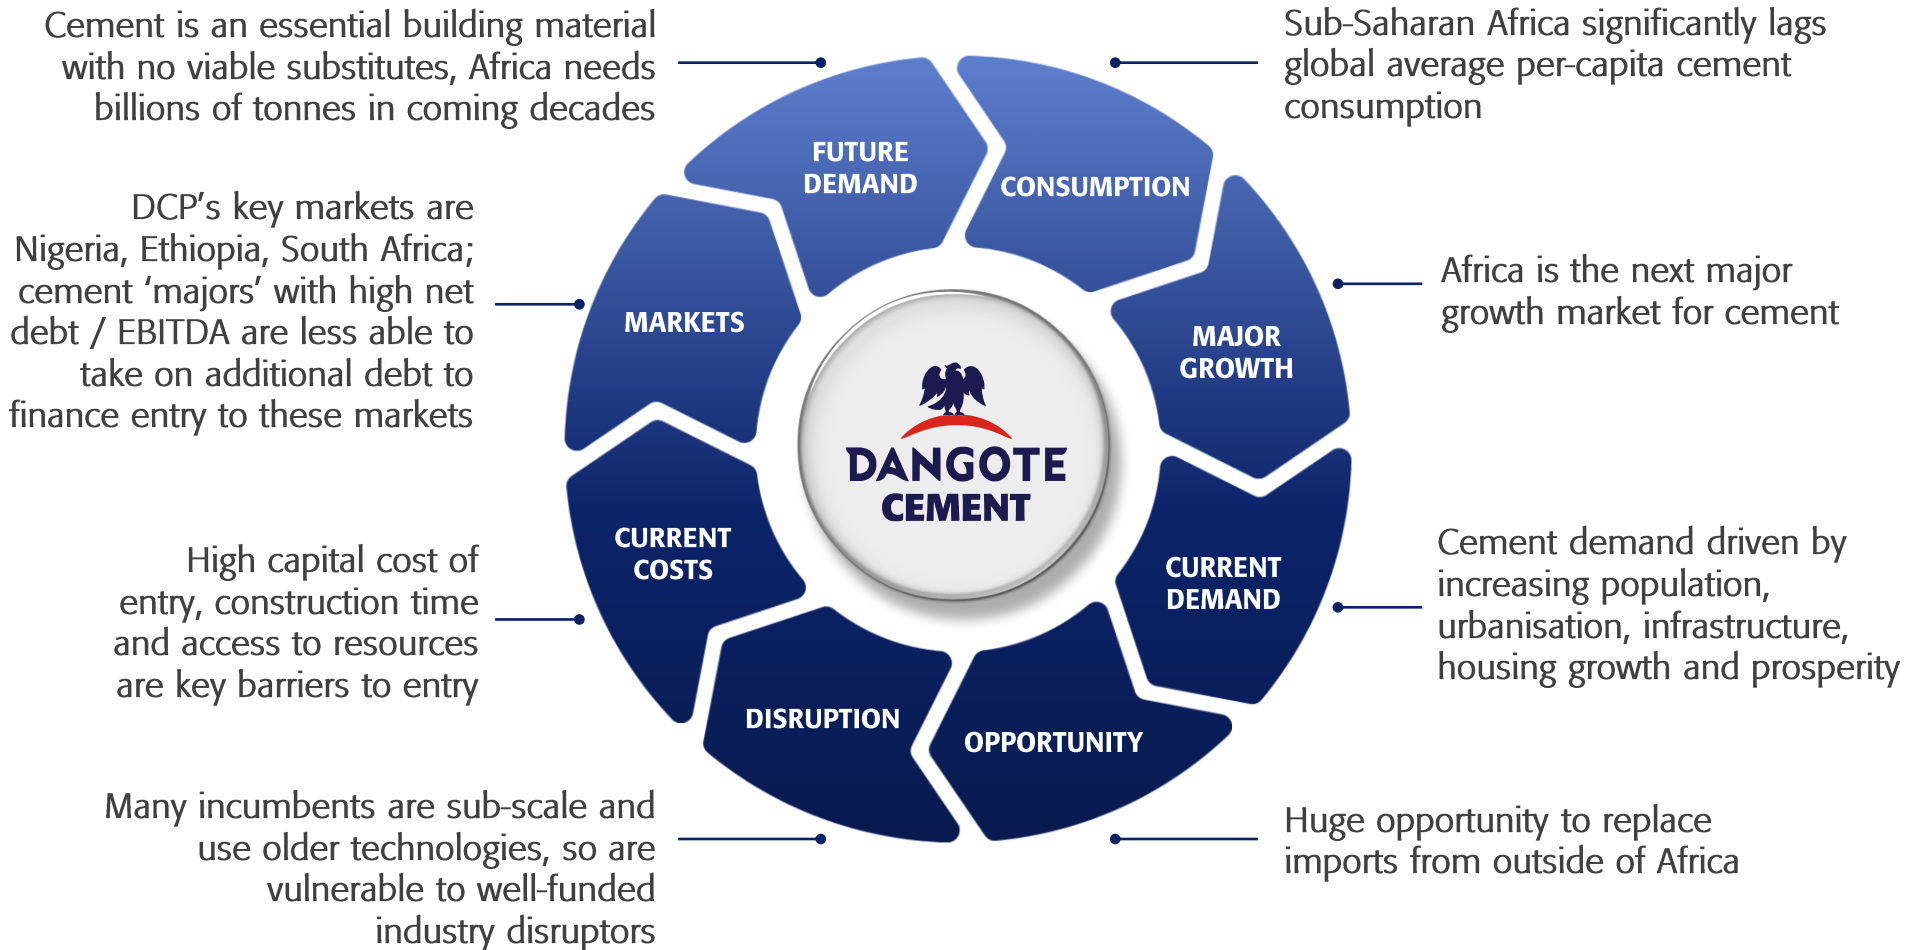 Cement is an essential building material
with no viable substitutes, Africa needs
billions of tonnes in coming decades
Sub-Saharan Africa significantly lags
global average per-capita cement
consumption
FUTURE
DEMAND
CONSUMPTION
DCP’s key markets are
Nigeria, Ethiopia, South Africa;
cement ‘majors’ with high net
debt / EBITDA are less able to
take on additional debt to
finance entry to these markets
MARKETS
MAJOR
GROWTH
Africa is the next major
growth market for cement
DANGOTE
CEMENT
High capital cost of
entry, construction time
and access to resources
are key barriers to entry
CURRENT
COSTS
CURRENT
DEMAND
Cement demand driven by
increasing population,
urbanisation, infrastructure,
housing growth and prosperity
DISRUPTION
OPPORTUNITY
Many incumbents are sub-scale and
use older technologies, so are
vulnerable to well-funded
industry disruptors
Huge opportunity to replace
imports from outside of Africa